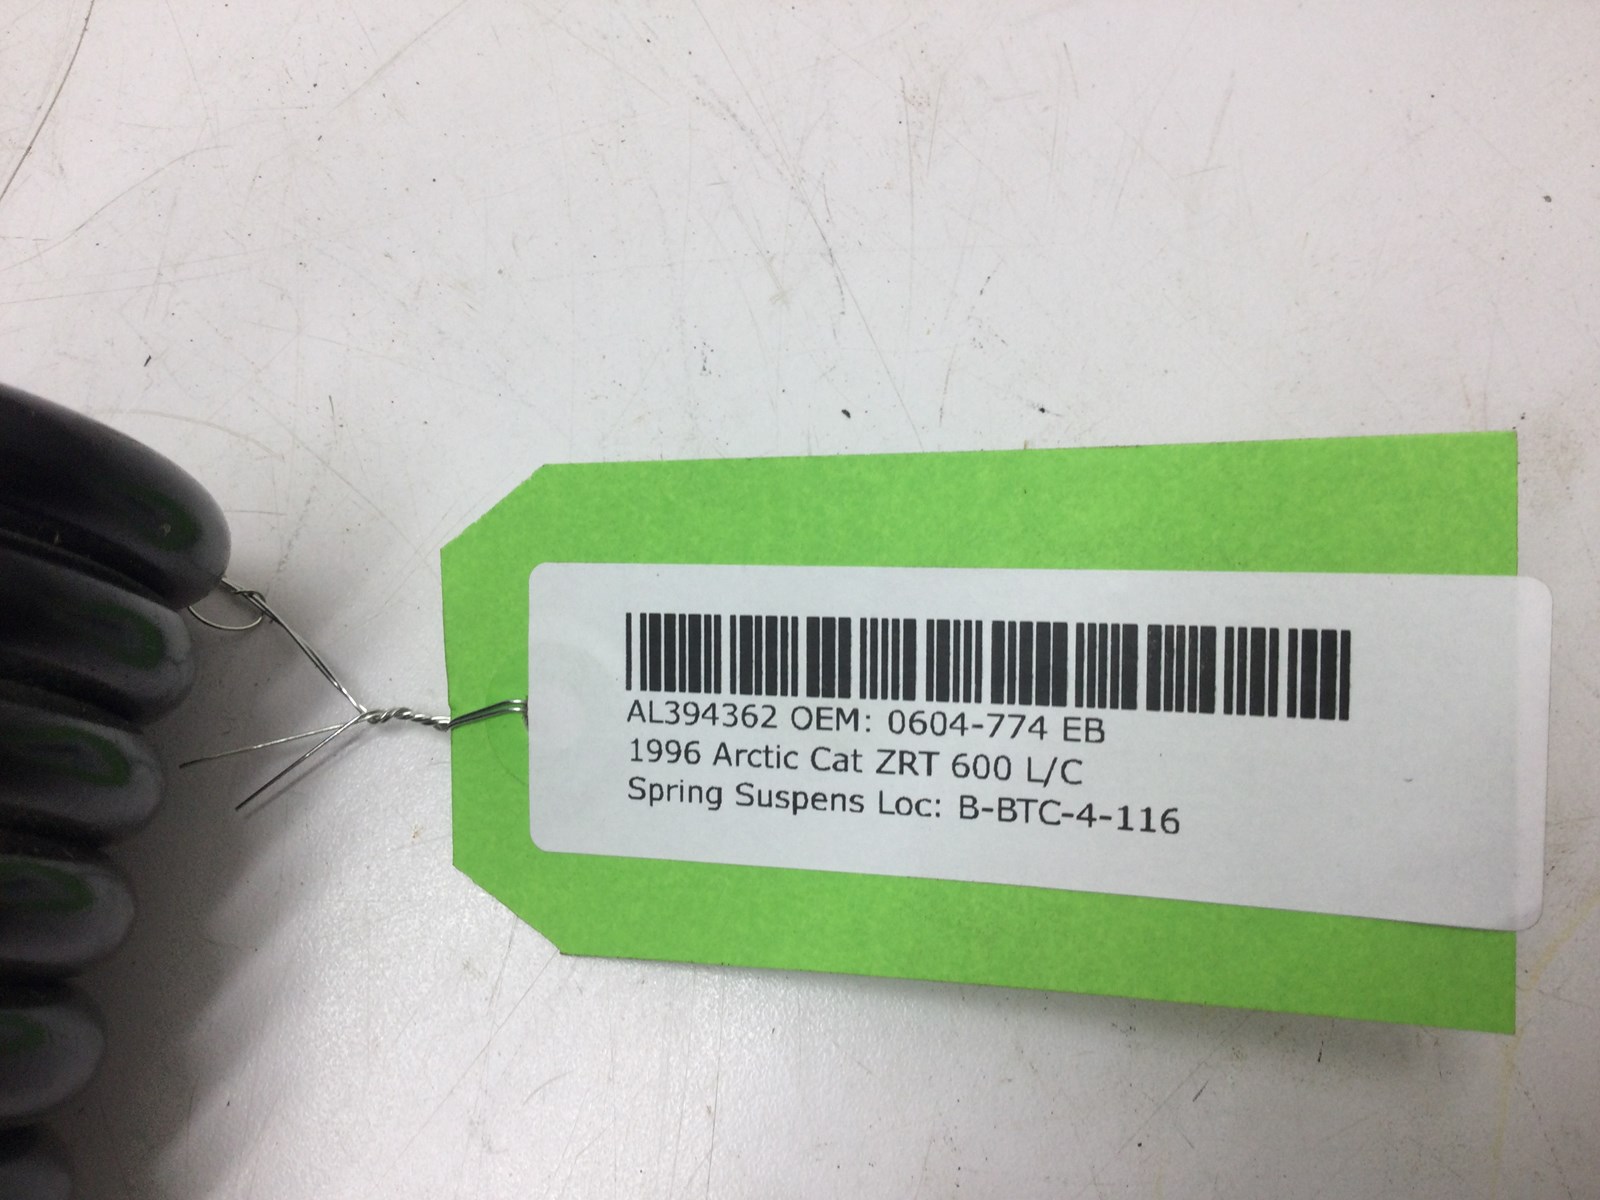 AL394362 OEM: 0604-774 EB
1996 Arctic Cat ZRT 600 L/C
Spring Suspens Loc: B-BTC-4-116